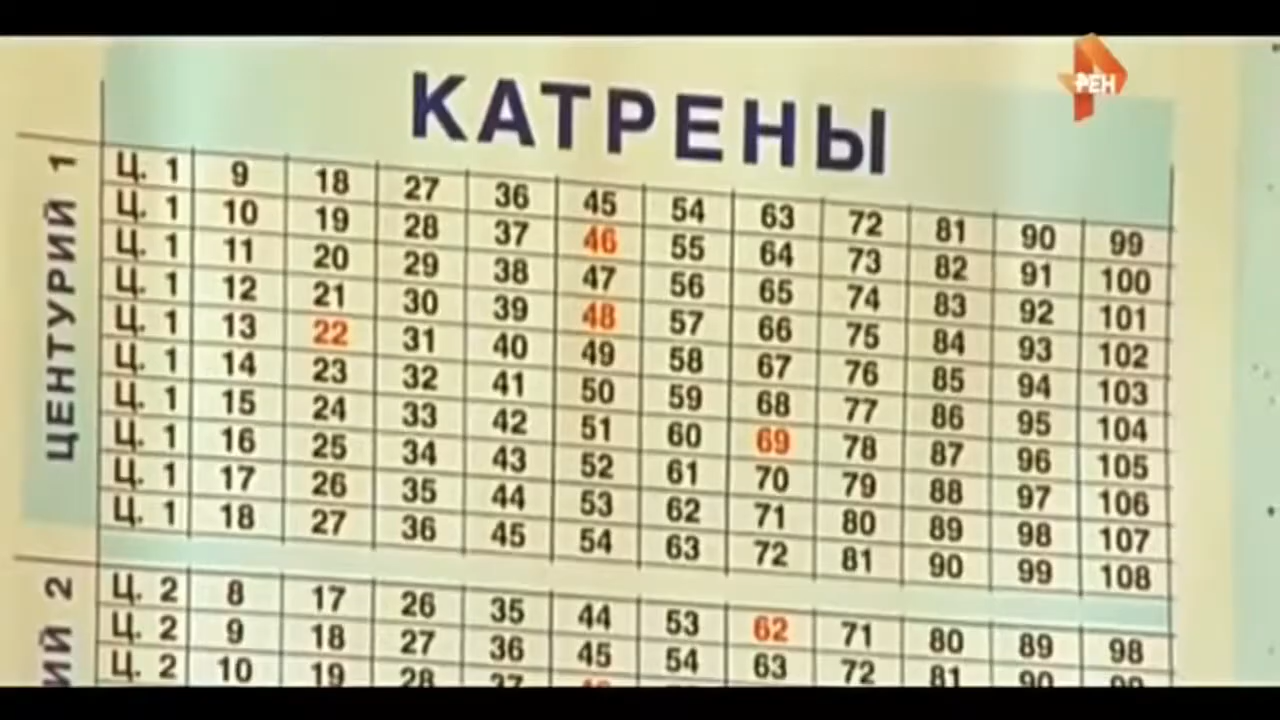 КАТРЕНЫ
РЕН
ЦЕНТУРИЙ 1
Ц. 1 9 18 27 36 45 54 63 72 81 90 99
Ц. 1 10 19 28 37 46 55 64 73 82 91 100
Ц. 1 11 20 29 38 47 56 65 74 83 92 101
Ц. 1 12 21 30 39 48 57 66 75 84 93 102
Ц. 1 13 22 31 40 49 58 67 76 85 94 103
Ц. 1 14 23 32 41 50 59 68 77 86 95 104
Ц. 1 15 24 33 42 51 60 69 78 87 96 105
Ц. 1 16 25 34 43 52 61 70 79 88 97 106
Ц. 1 17 26 35 44 53 62 71 80 89 98 107
Ц. 1 18 27 36 45 54 63 72 81 90 99 108
ИЙ 2
Ц. 2 8 17 26 35 44 53 62 71 80 89 98
Ц. 2 9 18 27 36 45 54 63 72 81 90 99
Ц. 2 10 19 28 37